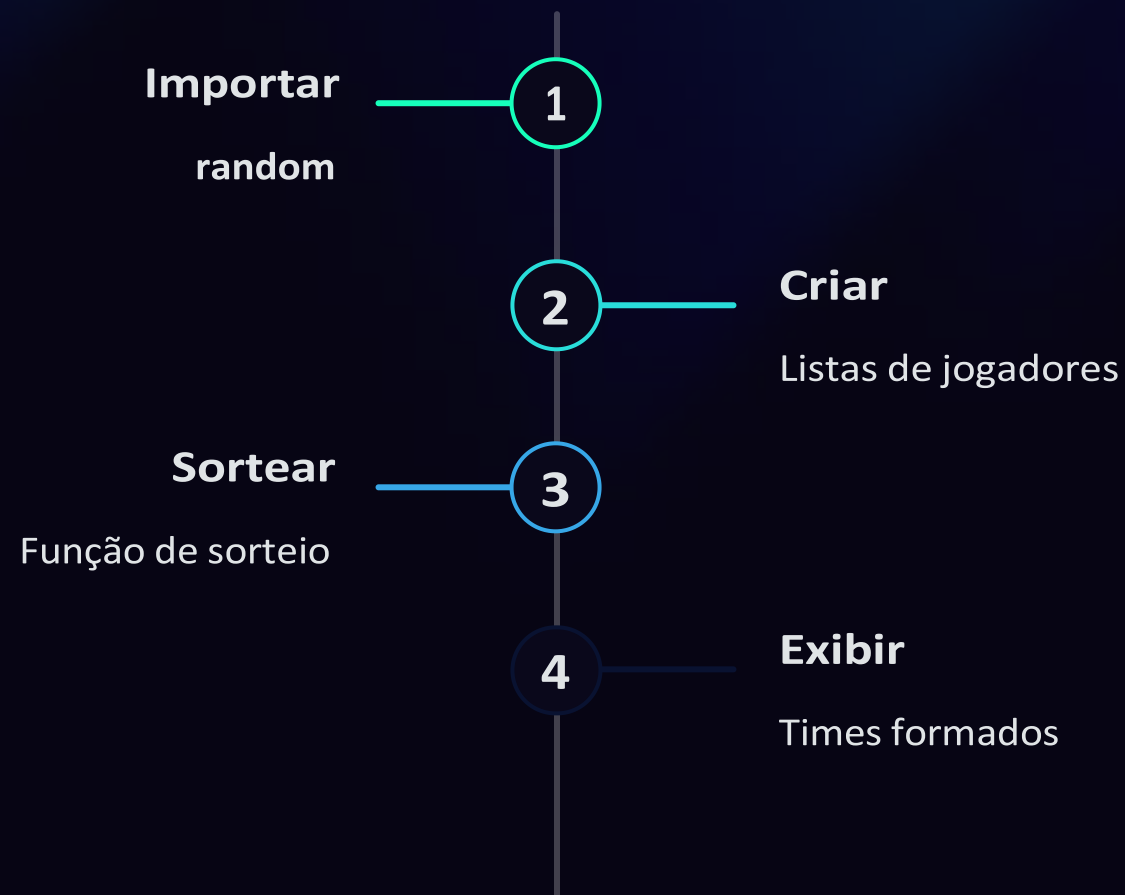 Importar
1
random
2
Criar
Listas de jogadores
Sortear
3
Função de sorteio
4
Exibir
Times formados